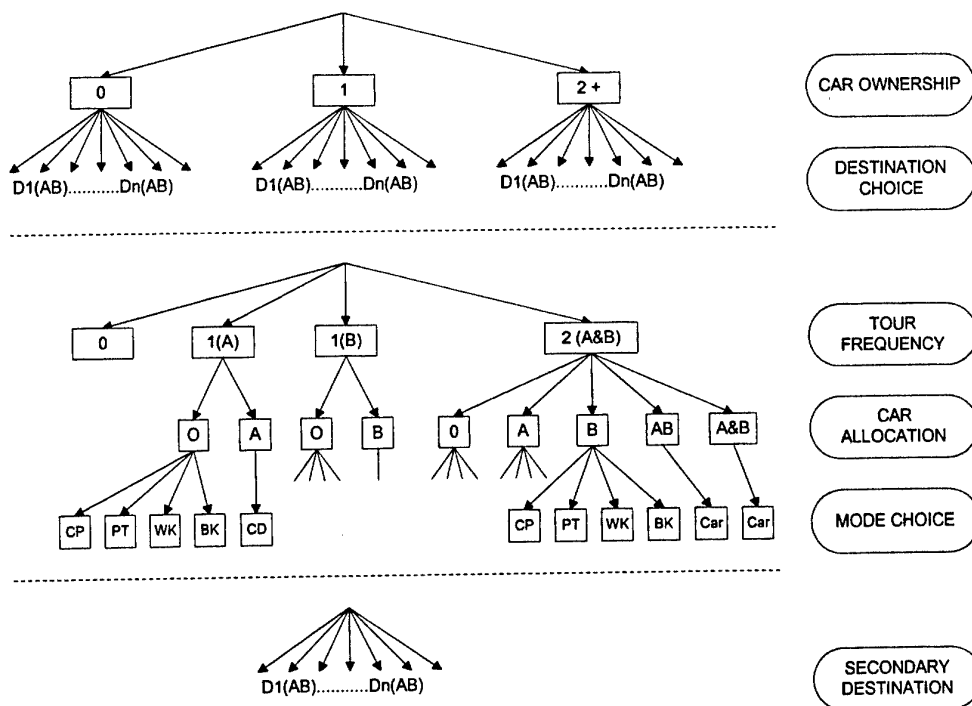 0 1 2 + CAR OWNERSHIP
D1(AB)...........Dn(AB) D1(AB)...........Dn(AB) D1(AB)...........Dn(AB) DESTINATION
CHOICE
0 1(A) 1(B) 2 (A&B) TOUR
FREQUENCY
O A O B 0 A B AB A&B CAR
ALLOCATION
CP PT WK BK CD CP PT WK BK Car Car MODE CHOICE
D1(AB)...........Dn(AB) SECONDARY
DESTINATION